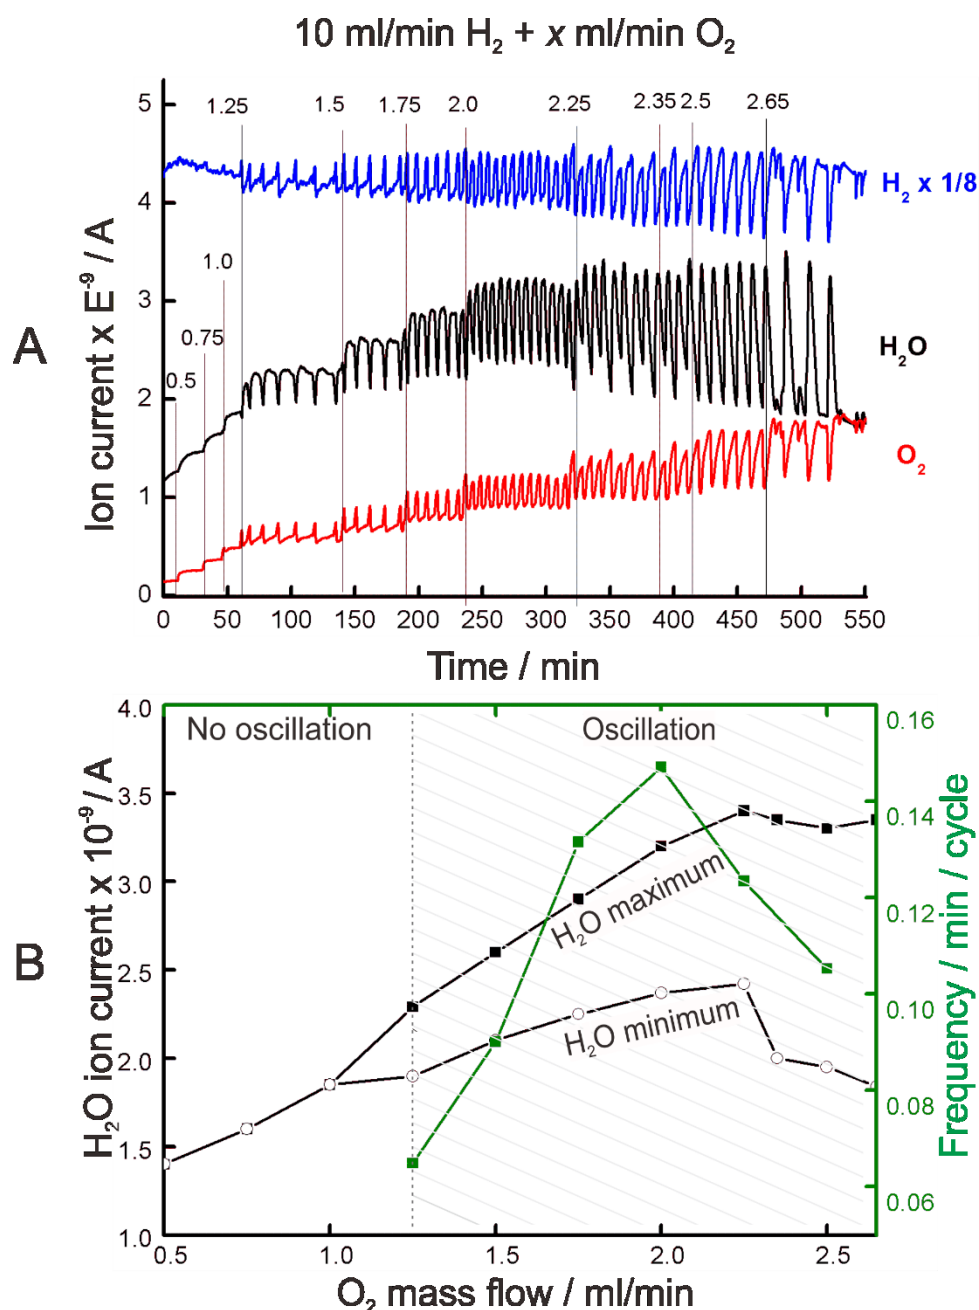 10 ml/min H₂ + x ml/min O₂
A
Ion current x E⁻⁹ / A
5
4
3
2
1
0
0.5
0.75
1.0
1.25
1.5
1.75
2.0
2.25
2.35
2.5
2.65
H₂ x 1/8
H₂O
O₂
0 50 100 150 200 250 300 350 400 450 500 550
Time / min
B
H₂O ion current x 10⁻⁹ / A
4.0
3.5
3.0
2.5
2.0
1.5
1.0
No oscillation
Oscillation
H₂O maximum
H₂O minimum
0.16
0.14
0.12
0.10
0.08
0.06
Frequency / min / cycle
0.5 1.0 1.5 2.0 2.5
O₂ mass flow / ml/min